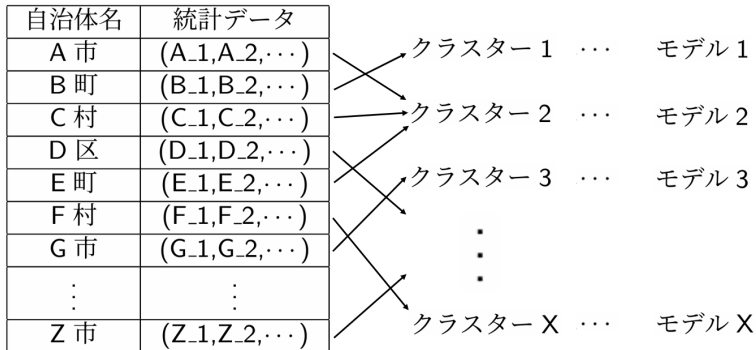 自治体名 統計データ
A 市 (A_1,A_2,···)
B 町 (B_1,B_2,···)
C 村 (C_1,C_2,···)
D 区 (D_1,D_2,···)
E 町 (E_1,E_2,···)
F 村 (F_1,F_2,···)
G 市 (G_1,G_2,···)
⋮ ⋮
Z 市 (Z_1,Z_2,···)
クラスター 1 ··· モデル 1
クラスター 2 ··· モデル 2
クラスター 3 ··· モデル 3
⋮
クラスター X ··· モデル X